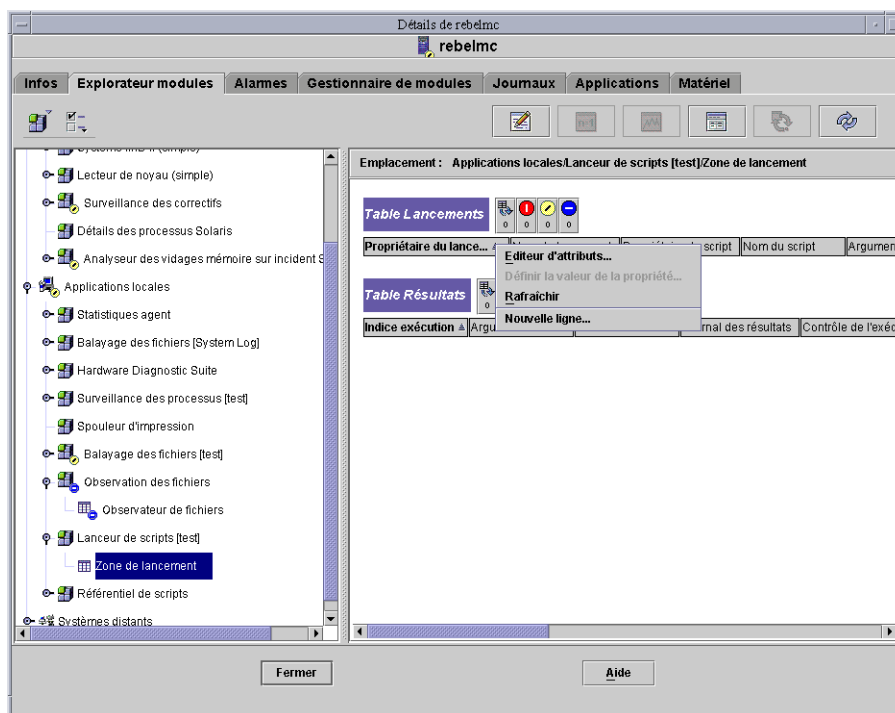 Détails de rebelmc
rebelmc
Infos Explorateur modules Alarmes Gestionnaire de modules Journaux Applications Matériel
Lecteur de noyau (simple)
Surveillance des correctifs
Détails des processus Solaris
Analyseur des vidages mémoire sur incident S
Applications locales
Statistiques agent
Balayage des fichiers [System Log]
Hardware Diagnostic Suite
Surveillance des processus [test]
Spouleur d'impression
Balayage des fichiers [test]
Observation des fichiers
Observateur de fichiers
Lanceur de scripts [test]
Zone de lancement
Référentiel de scripts
Systèmes distants
Emplacement : Applications locales/Lanceur de scripts [test]/Zone de lancement
Table Lancements
0 0 0 0
Propriétaire du lance... script Nom du script Argumen
Editeur d'attributs...
Définir la valeur de la propriété...
Rafraîchir
Nouvelle ligne...
Table Résultats
0
Indice exécution Argu rnal des résultats Contrôle de l'exéc
Fermer
Aide